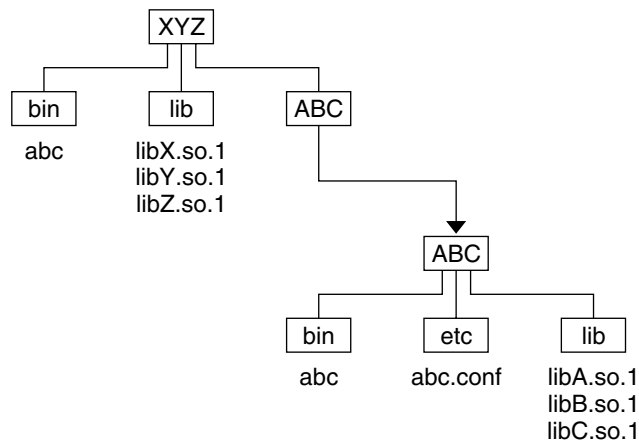 XYZ
bin
lib
ABC
abc
libX.so.1
libY.so.1
libZ.so.1
ABC
bin
etc
lib
abc
abc.conf
libA.so.1
libB.so.1
libC.so.1